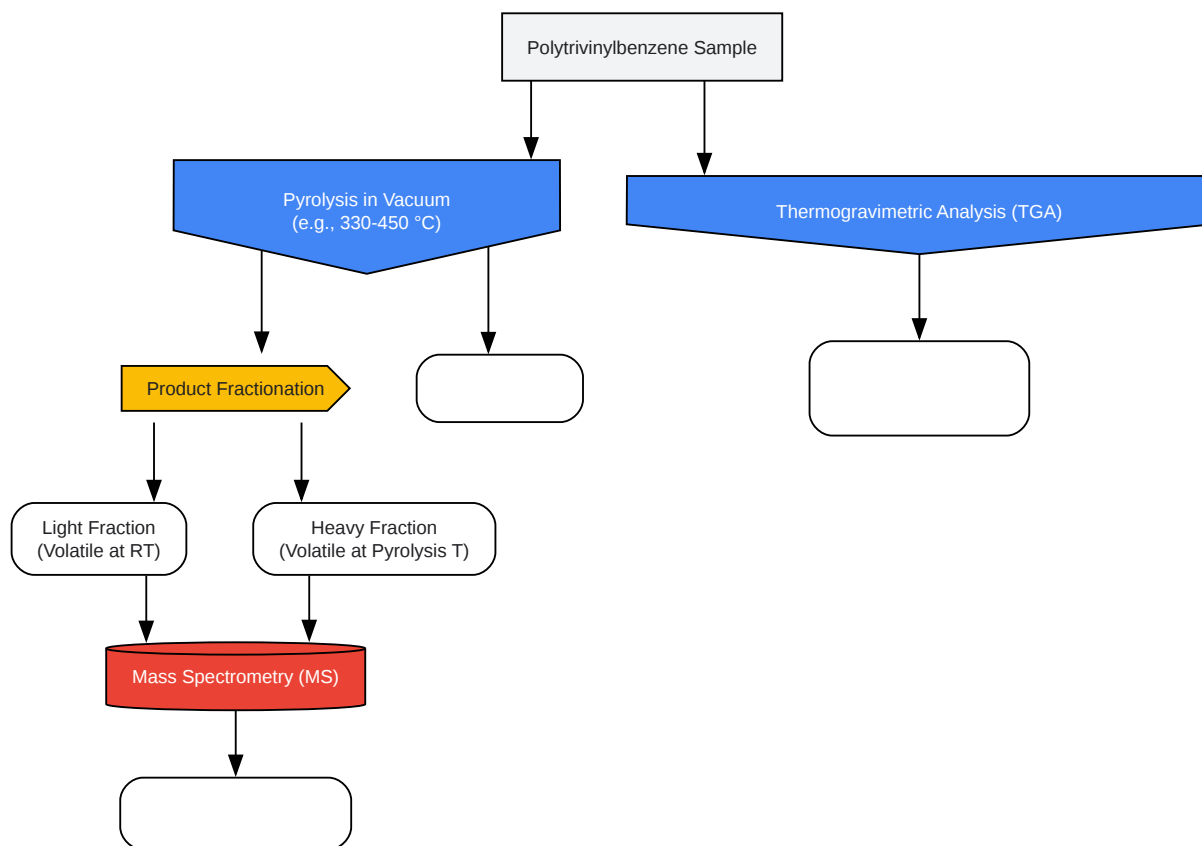 Polytrivinylbenzene Sample
Pyrolysis in Vacuum
(e.g., 330-450 °C)
Thermogravimetric Analysis (TGA)
Product Fractionation
Light Fraction
(Volatile at RT)
Heavy Fraction
(Volatile at Pyrolysis T)
Mass Spectrometry (MS)